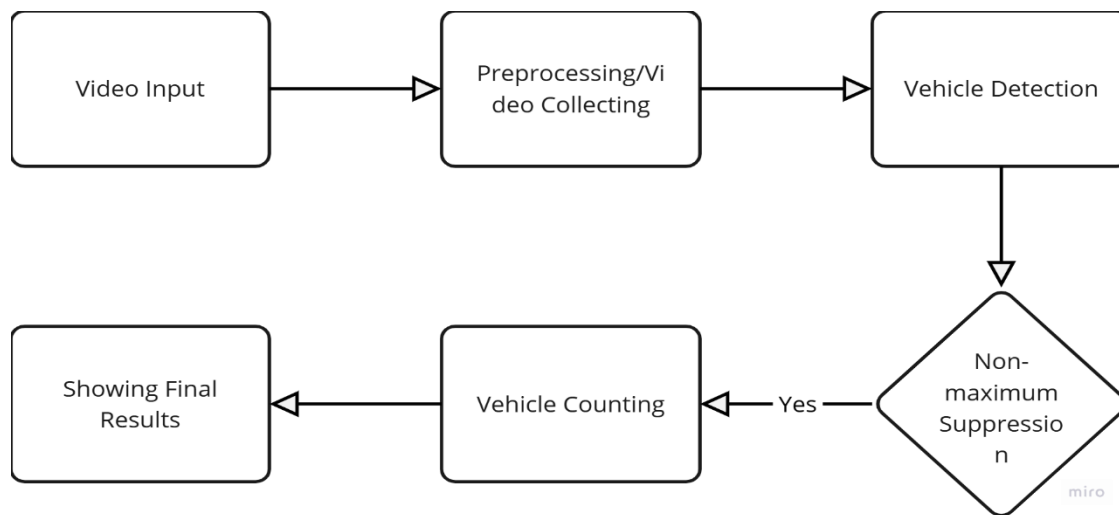 Video Input
Preprocessing/Vi
deo Collecting
Vehicle Detection
Non-
maximum
Suppressio
n
Yes
Vehicle Counting
Showing Final
Results
miro